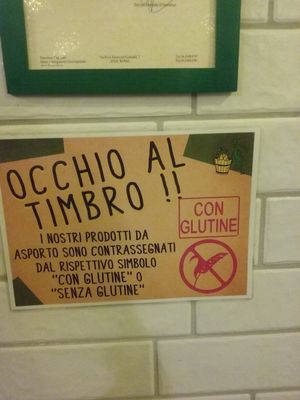 OCCHIO AL
TIMBRO !!
I NOSTRI PRODOTTI DA
ASPORTO SONO CONTRASSEGNATI
DAL RISPETTIVO SIMBOLO
"CON GLUTINE" O
"SENZA GLUTINE"
CON
GLUTINE